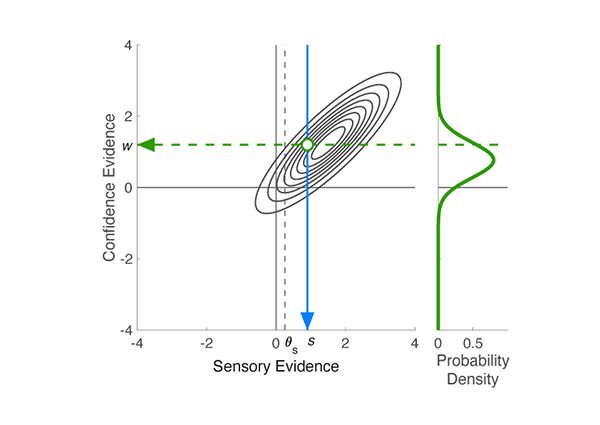 4
2
w
0
-2
-4
Confidence Evidence
-4 -2 0 θs s 2 4
Sensory Evidence
0 0.5
Probability
Density